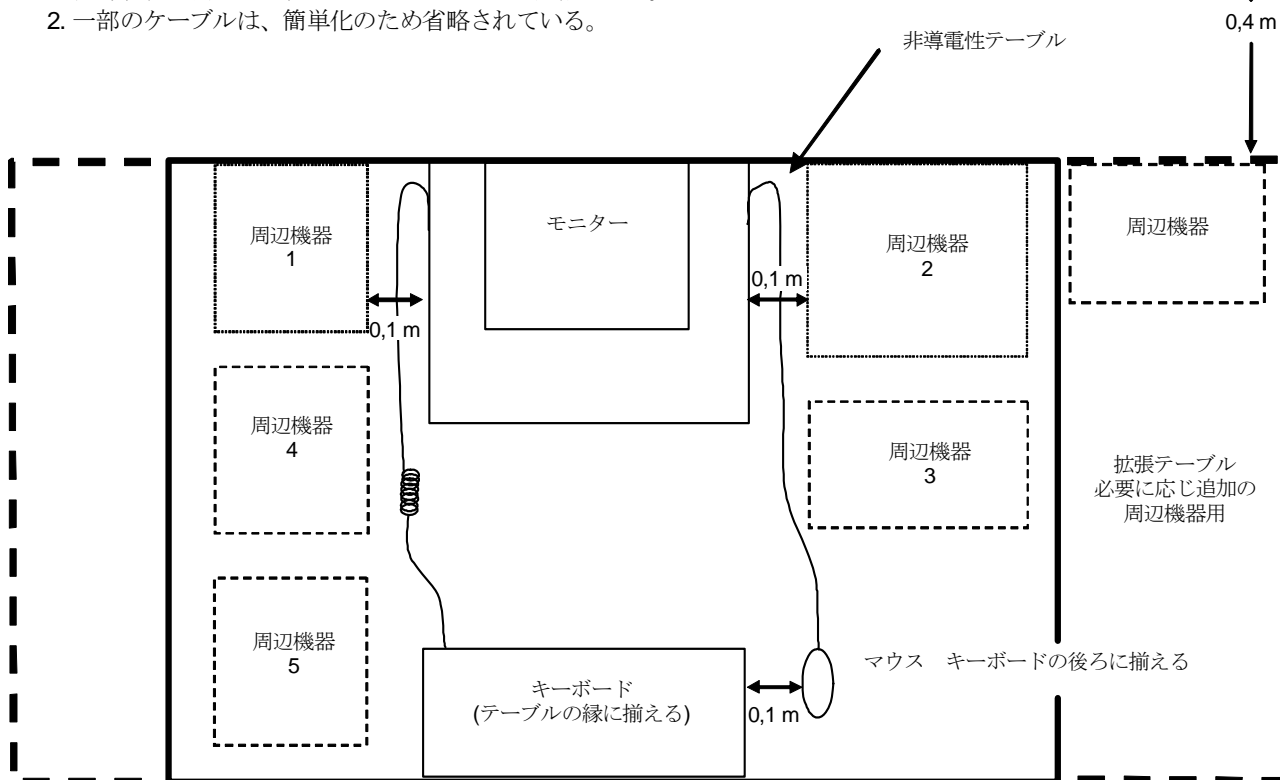 2. 一部のケーブルは、簡単化のため省略されている。
0,4 m
非導電性テーブル
周辺機器
1
モニター
周辺機器
2
周辺機器
0,1 m
0,1 m
周辺機器
4
周辺機器
3
拡張テーブル
必要に応じ追加の
周辺機器用
周辺機器
5
マウス　キーボードの後ろに揃える
キーボード
(テーブルの縁に揃える)
0,1 m